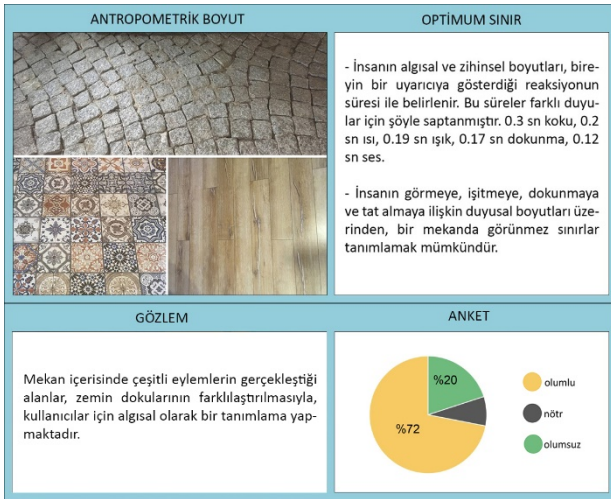 ANTROPOMETRİK BOYUT
OPTİMUM SINIR
- İnsanın algısal ve zihinsel boyutları, bire-
yin bir uyarıcıya gösterdiği reaksiyonun
süresi ile belirlenir. Bu süreler farklı duyu-
lar için şöyle saptanmıştır. 0.3 sn koku, 0.2
sn ısı, 0.19 sn ışık, 0.17 sn dokunma, 0.12
sn ses.
- İnsanın görmeye, işitmeye, dokunmaya
ve tat almaya ilişkin duyusal boyutları üze-
rinden, bir mekanda görünmez sınırlar
tanımlamak mümkündür.
GÖZLEM
Mekan içerisinde çeşitli eylemlerin gerçekleştiği
alanlar, zemin dokularının farklılaştırılmasıyla,
kullanıcılar için algısal olarak bir tanımlama yap-
maktadır.
ANKET
%20
%72
olumlu
nötr
olumsuz